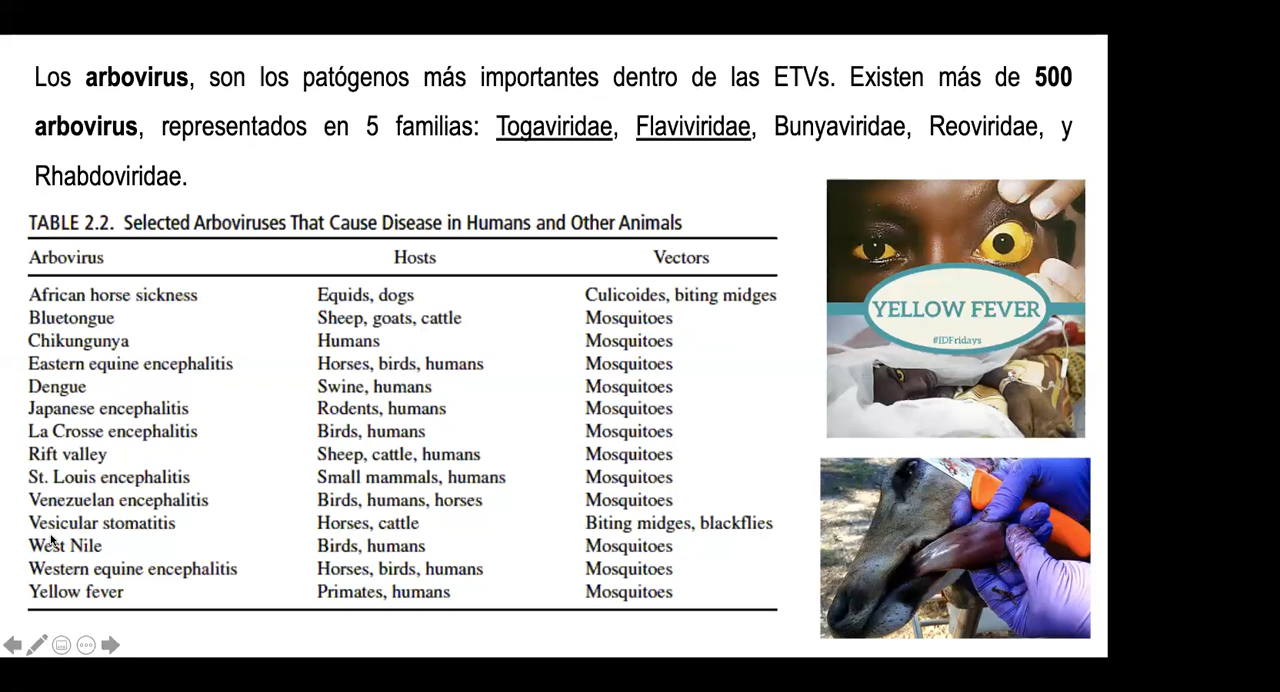 Los arbovirus, son los patógenos más importantes dentro de las ETVs. Existen más de 500
arbovirus, representados en 5 familias: Togaviridae, Flaviviridae, Bunyaviridae, Reoviridae, y
Rhabdoviridae.
TABLE 2.2. Selected Arboviruses That Cause Disease in Humans and Other Animals
Arbovirus Hosts Vectors
African horse sickness Equids, dogs Culicoides, biting midges
Bluetongue Sheep, goats, cattle Mosquitoes
Chikungunya Humans Mosquitoes
Eastern equine encephalitis Horses, birds, humans Mosquitoes
Dengue Swine, humans Mosquitoes
Japanese encephalitis Rodents, humans Mosquitoes
La Crosse encephalitis Birds, humans Mosquitoes
Rift valley Sheep, cattle, humans Mosquitoes
St. Louis encephalitis Small mammals, humans Mosquitoes
Venezuelan encephalitis Birds, humans, horses Mosquitoes
Vesicular stomatitis Horses, cattle Biting midges, blackflies
West Nile Birds, humans Mosquitoes
Western equine encephalitis Horses, birds, humans Mosquitoes
Yellow fever Primates, humans Mosquitoes
YELLOW FEVER
#IDFridays